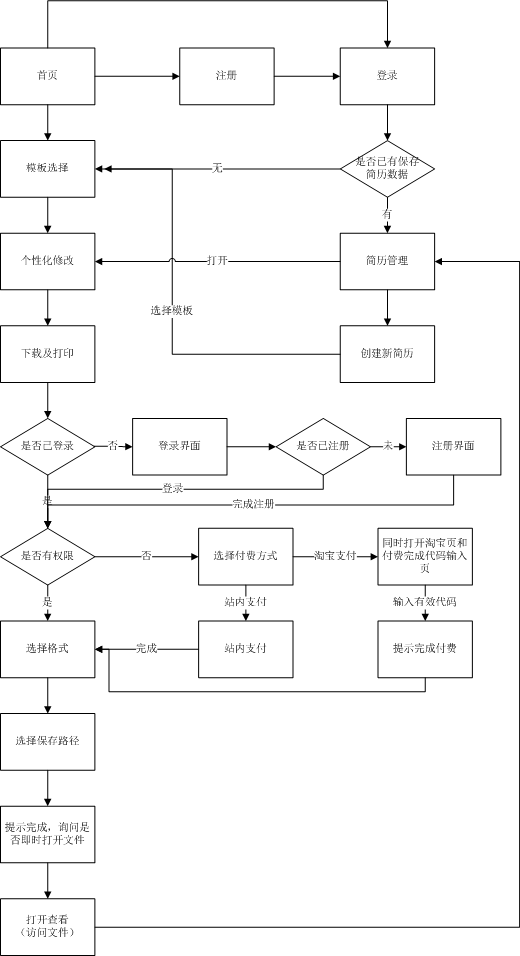 首页
注册
登录
模板选择
无
是否已有保存
简历数据
有
个性化修改
打开
简历管理
选择模板
下载及打印
创建新简历
是否已登录
否
登录界面
是否已注册
未
注册界面
登录
是
完成注册
是否有权限
否
选择付费方式
淘宝支付
同时打开淘宝页和
付费完成代码输入
页
是
站内支付
输入有效代码
选择格式
完成
站内支付
提示完成付费
选择保存路径
提示完成，询问是
否即时打开文件
打开查看
（访问文件）